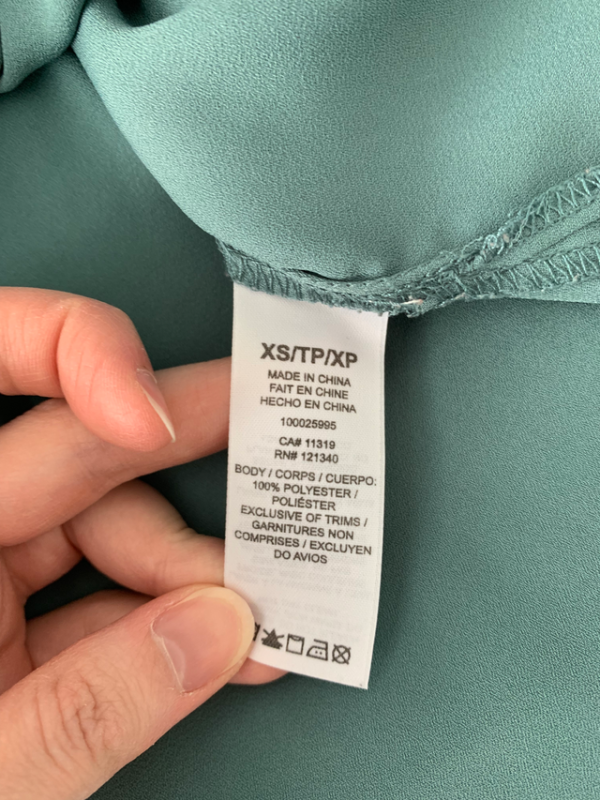 XS/TP/XP
MADE IN CHINA
FAIT EN CHINE
HECHO EN CHINA
100025995
CA# 11319
RN# 121340
BODY / CORPS / CUERPO:
100% POLYESTER /
POLIÉSTER
EXCLUSIVE OF TRIMS /
GARNITURES NON
COMPRISES / EXCLUYEN
DO AVIOS